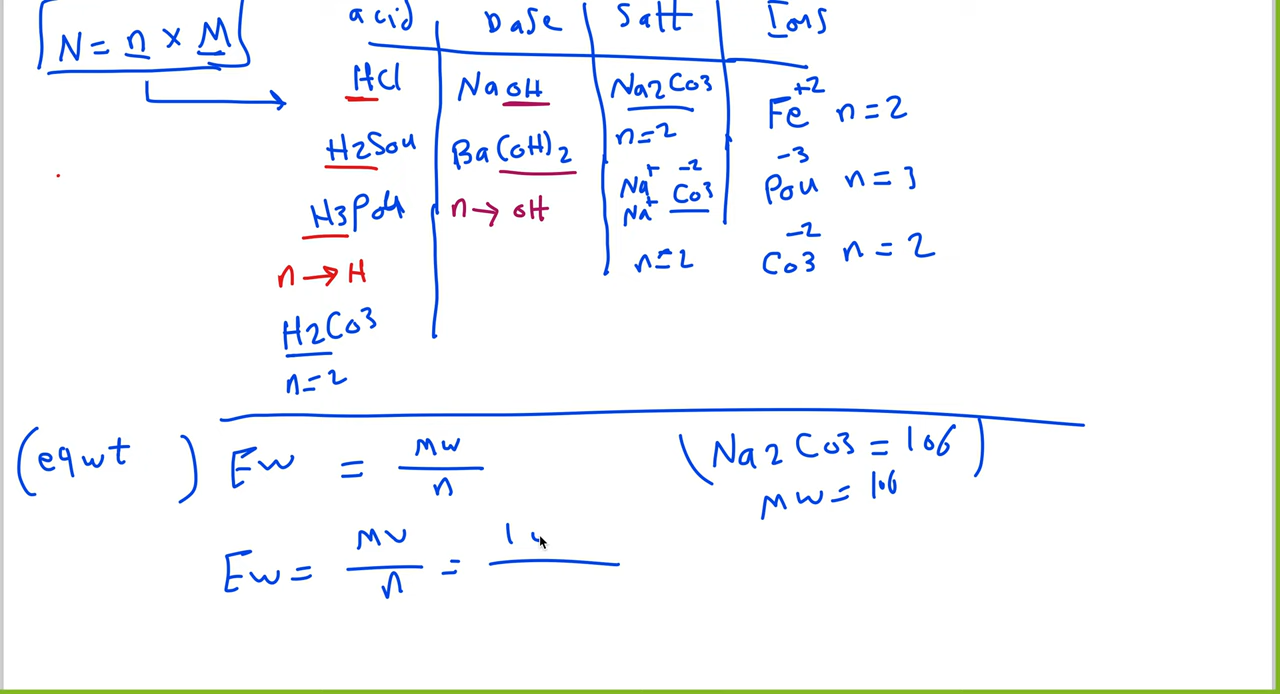 N = n × M
acid Base Salt Ions
HCl NaOH Na2Co3 Fe+2 n=2
H2So4 Ba(OH)2 n=2 Po4-3 n=3
H3Po4 n→OH Na+ Na+ Co3-2 Co3-2 n=2
n→H n=2
H2Co3
n=2
(eqwt ) Ew = Mw/n (Na2Co3 = 106)
Mw = 106
Ew = Mw/n = 1